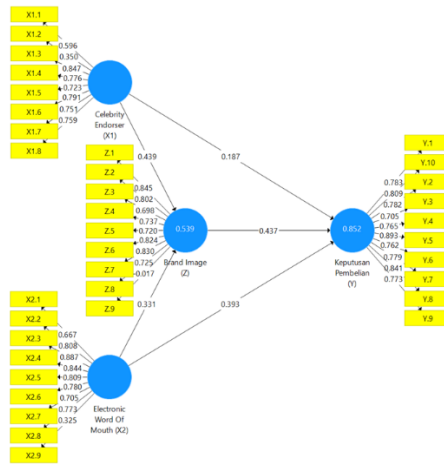 X1.1
X1.2
X1.3
X1.4
X1.5
X1.6
X1.7
X1.8
0.596
0.350
0.847
0.776
0.723
0.791
0.751
0.759
Celebrity
Endorser
(X1)
0.439
0.187
Z.1
Z.2
Z.3
Z.4
Z.5
Z.6
Z.7
Z.8
Z.9
0.845
0.802
0.698
0.737
0.720
0.824
0.830
0.725
-0.017
0.539
Brand Image
(Z)
0.437
0.331
0.393
Y.1
Y.10
Y.2
Y.3
Y.4
Y.5
Y.6
Y.7
Y.8
Y.9
0.783
0.809
0.782
0.705
0.765
0.893
0.762
0.779
0.841
0.773
0.852
Keputusan
Pembelian
(Y)
X2.1
X2.2
X2.3
X2.4
X2.5
X2.6
X2.7
X2.8
X2.9
0.667
0.808
0.887
0.844
0.809
0.780
0.705
0.773
0.325
Electronic
Word Of
Mouth (X2)